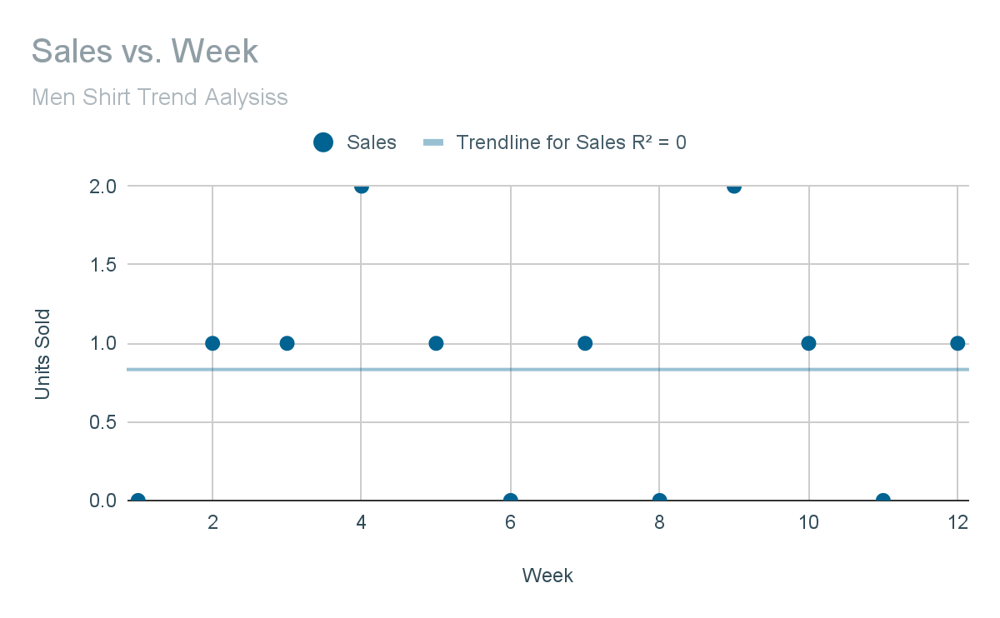 Sales vs. Week
Men Shirt Trend Aalysiss
Sales Trendline for Sales R² = 0
2.0
1.5
1.0
0.5
0.0
Units Sold
2 4 6 8 10 12
Week